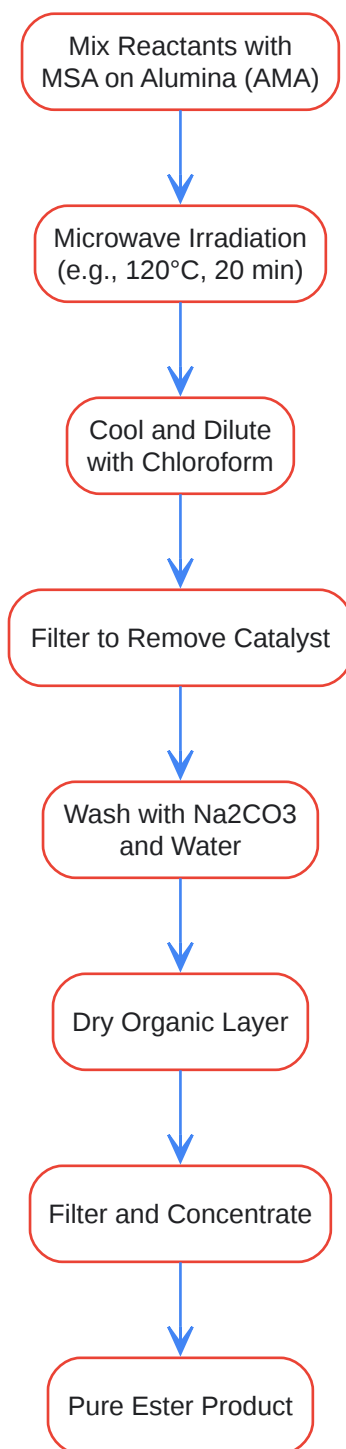 Mix Reactants with
MSA on Alumina (AMA)
Microwave Irradiation
(e.g., 120°C, 20 min)
Cool and Dilute
with Chloroform
Filter to Remove Catalyst
Wash with Na2CO3
and Water
Dry Organic Layer
Filter and Concentrate
Pure Ester Product